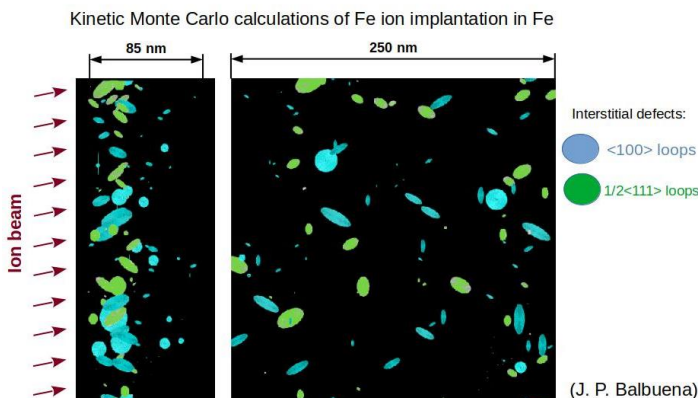 Kinetic Monte Carlo calculations of Fe ion implantation in Fe
85 nm
250 nm
Ion beam
Interstitial defects:
<100> loops
1/2<111> loops
(J. P. Balbuena)